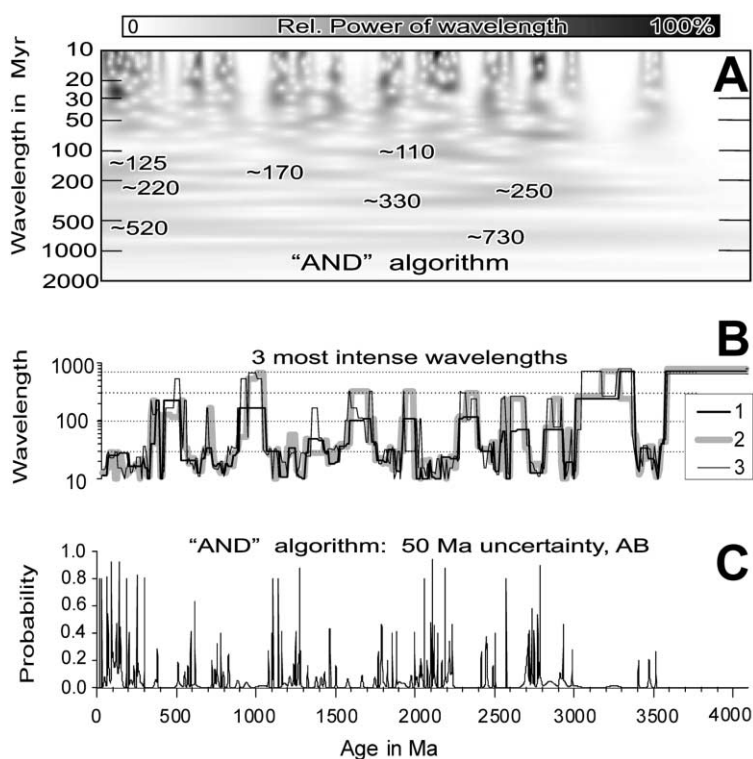 0 Rel. Power of wavelength 100%
A
Wavelength in Myr
10
20
30
50
100
200
500
1000
2000
~125
~170
~110
~220
~330
~250
~520
~730
"AND" algorithm
B
3 most intense wavelengths
Wavelength
1000
100
10
1
2
3
C
"AND" algorithm: 50 Ma uncertainty, AB
Probability
1.0
0.8
0.6
0.4
0.2
0.0
0 500 1000 1500 2000 2500 3000 3500 4000
Age in Ma